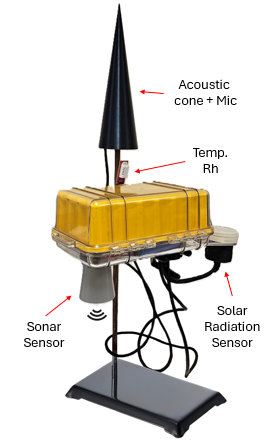 Acoustic
cone + Mic
Temp.
Rh
Sonar
Sensor
Solar
Radiation
Sensor